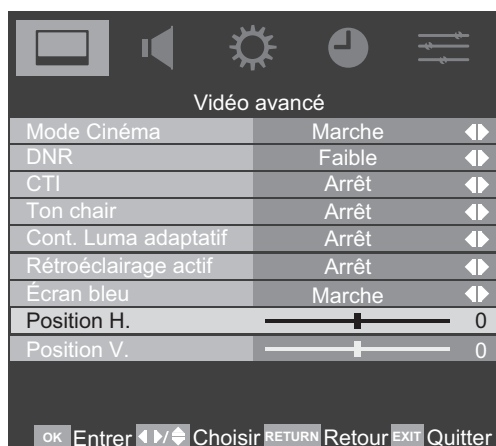 Vidéo avancé
Mode Cinéma Marche
DNR Faible
CTI Arrêt
Ton chair Arrêt
Cont. Luma adaptatif Arrêt
Rétroéclairage actif Arrêt
Écran bleu Marche
Position H. 0
Position V. 0
OK Entrer / Choisir RETURN Retour EXIT Quitter